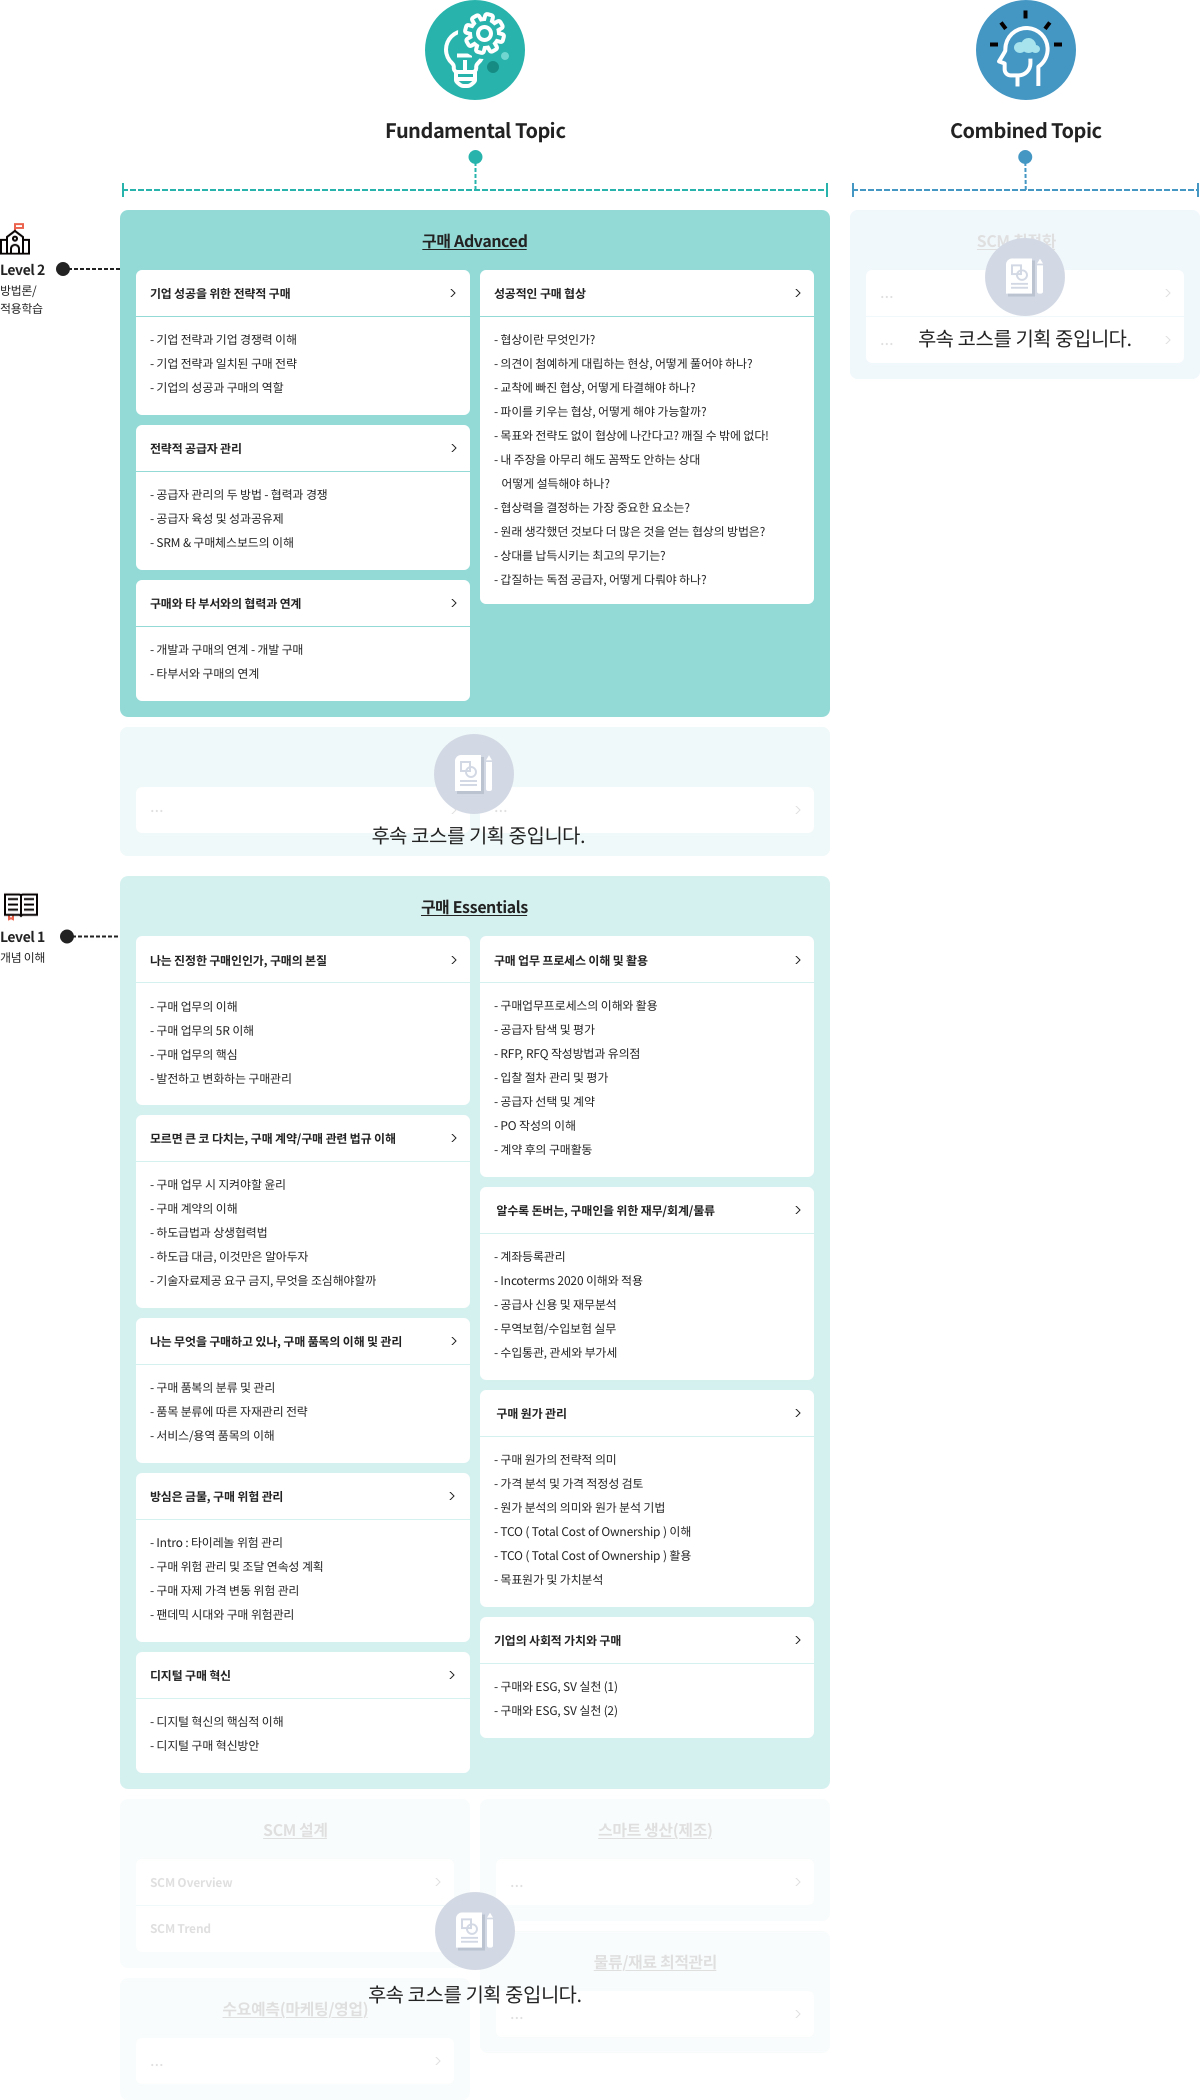 Fundamental Topic
Combined Topic
Level 2
방법론/
적용학습
구매 Advanced
기업 성공을 위한 전략적 구매
- 기업 전략과 기업 경쟁력 이해
- 기업 전략과 일치된 구매 전략
- 기업의 성공과 구매의 역할
전략적 공급자 관리
- 공급자 관리의 두 방법 - 협력과 경쟁
- 공급자 육성 및 성과공유제
- SRM & 구매체스보드의 이해
구매와 타 부서와의 협력과 연계
- 개발과 구매의 연계 - 개발 구매
- 타부서와 구매의 연계
성공적인 구매 협상
- 협상이란 무엇인가?
- 의견이 첨예하게 대립하는 현상, 어떻게 풀어야 하나?
- 교착에 빠진 협상, 어떻게 타결해야 하나?
- 파이를 키우는 협상, 어떻게 해야 가능할까?
- 목표와 전략도 없이 협상에 나간다고? 깨질 수 밖에 없다!
- 내 주장을 아무리 해도 꼼짝도 안하는 상대
어떻게 설득해야 하나?
- 협상력을 결정하는 가장 중요한 요소는?
- 원래 생각했던 것보다 더 많은 것을 얻는 협상의 방법은?
- 상대를 납득시키는 최고의 무기는?
- 갑질하는 독점 공급자, 어떻게 다뤄야 하나?
SCM
...
...
후속 코스를 기획 중입니다.
...
...
후속 코스를 기획 중입니다.
Level 1
개념 이해
구매 Essentials
나는 진정한 구매인인가, 구매의 본질
- 구매 업무의 이해
- 구매 업무의 5R 이해
- 구매 업무의 핵심
- 발전하고 변화하는 구매관리
모르면 큰 코 다치는, 구매 계약/구매 관련 법규 이해
- 구매 업무 시 지켜야할 윤리
- 구매 계약의 이해
- 하도급법과 상생협력법
- 하도급 대금, 이것만은 알아두자
- 기술자료제공 요구 금지, 무엇을 조심해야할까
나는 무엇을 구매하고 있나, 구매 품목의 이해 및 관리
- 구매 품복의 분류 및 관리
- 품목 분류에 따른 자재관리 전략
- 서비스/용역 품목의 이해
방심은 금물, 구매 위험 관리
- Intro : 타이레놀 위험 관리
- 구매 위험 관리 및 조달 연속성 계획
- 구매 자제 가격 변동 위험 관리
- 팬데믹 시대와 구매 위험관리
디지털 구매 혁신
- 디지털 혁신의 핵심적 이해
- 디지털 구매 혁신방안
구매 업무 프로세스 이해 및 활용
- 구매업무프로세스의 이해와 활용
- 공급자 탐색 및 평가
- RFP, RFQ 작성방법과 유의점
- 입찰 절차 관리 및 평가
- 공급자 선택 및 계약
- PO 작성의 이해
- 계약 후의 구매활동
알수록 돈버는, 구매인을 위한 재무/회계/물류
- 계좌등록관리
- Incoterms 2020 이해와 적용
- 공급사 신용 및 재무분석
- 무역보험/수입보험 실무
- 수입통관, 관세와 부가세
구매 원가 관리
- 구매 원가의 전략적 의미
- 가격 분석 및 가격 적정성 검토
- 원가 분석의 의미와 원가 분석 기법
- TCO ( Total Cost of Ownership ) 이해
- TCO ( Total Cost of Ownership ) 활용
- 목표원가 및 가치분석
기업의 사회적 가치와 구매
- 구매와 ESG, SV 실천 (1)
- 구매와 ESG, SV 실천 (2)
SCM 설계
SCM Overview
SCM Trend
스마트 생산(제조)
...
물류/재료 최적관리
...
후속 코스를 기획 중입니다.
수요예측(마케팅/영업)
...